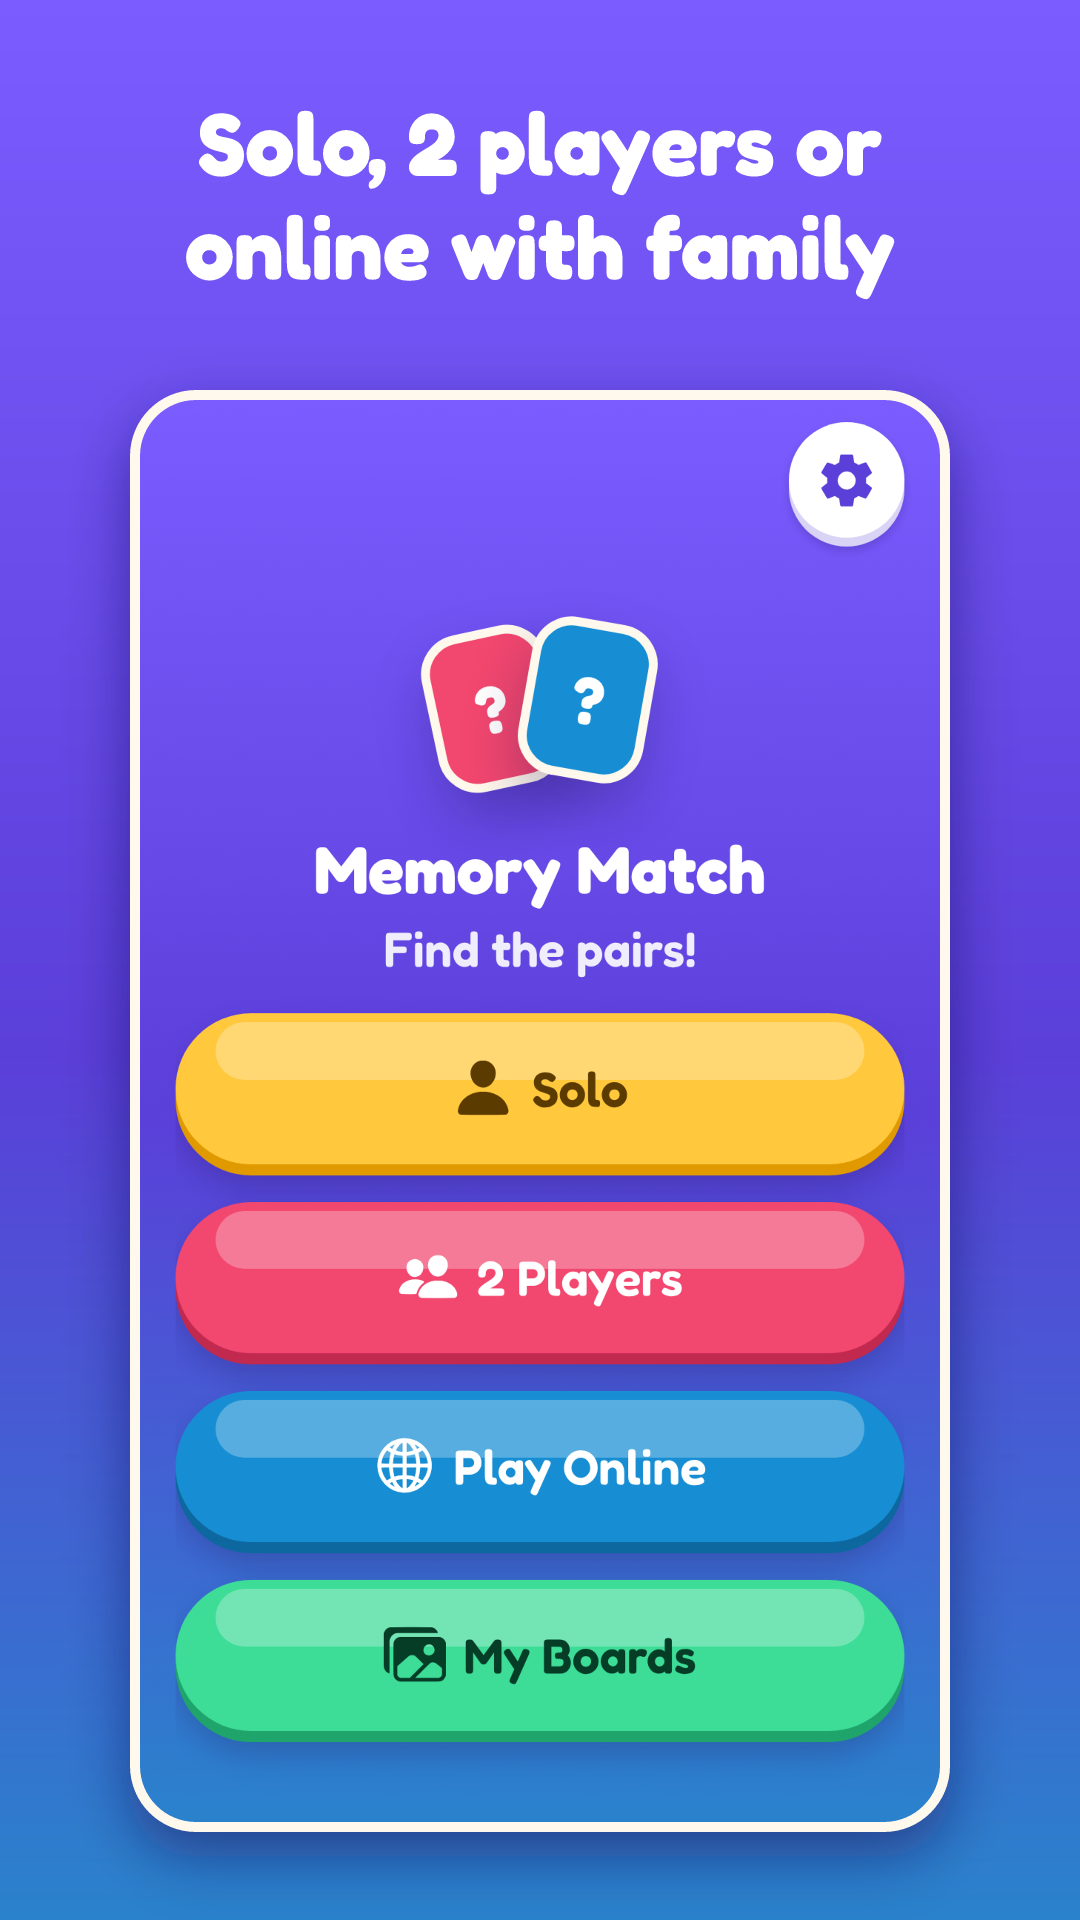 Solo, 2 players or
online with family
? ?
Memory Match
Find the pairs!
Solo
2 Players
Play Online
My Boards